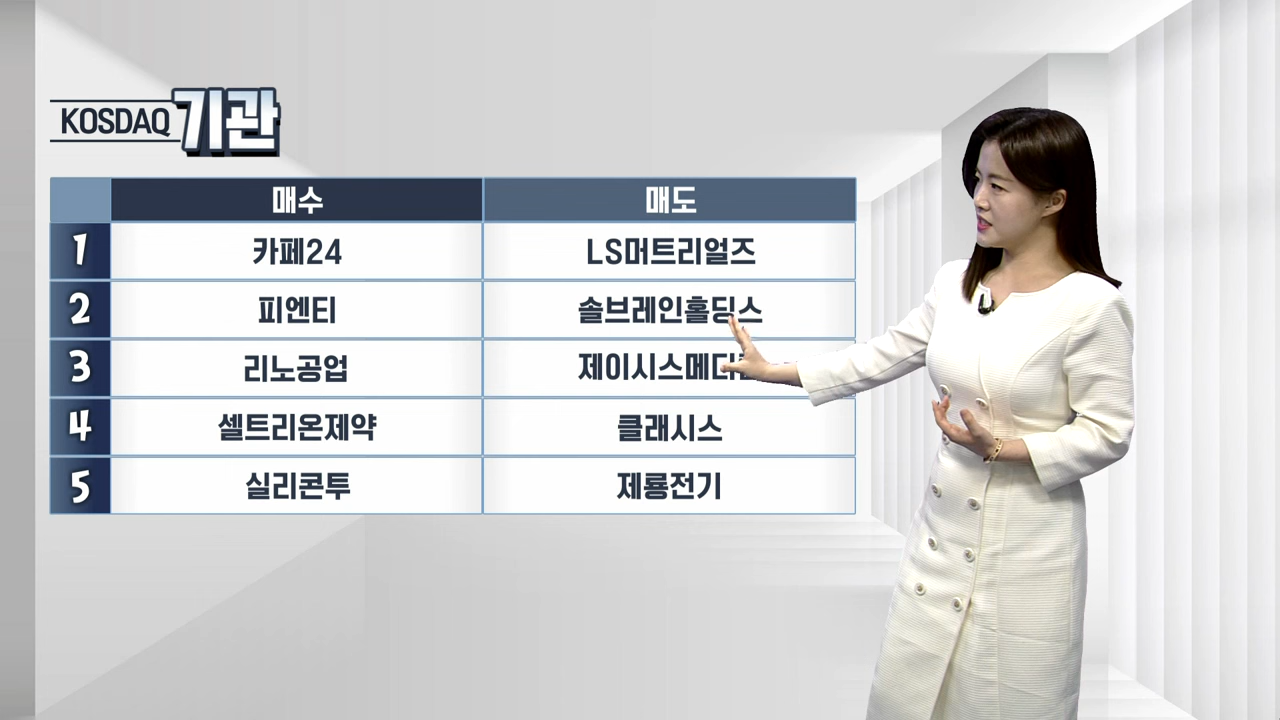 KOSDAQ 기관
매수 매도
1 카페24 LS머트리얼즈
2 피엔티 솔브레인홀딩스
3 리노공업
4 셀트리온제약 클래시스
5 실리콘투 제룡전기